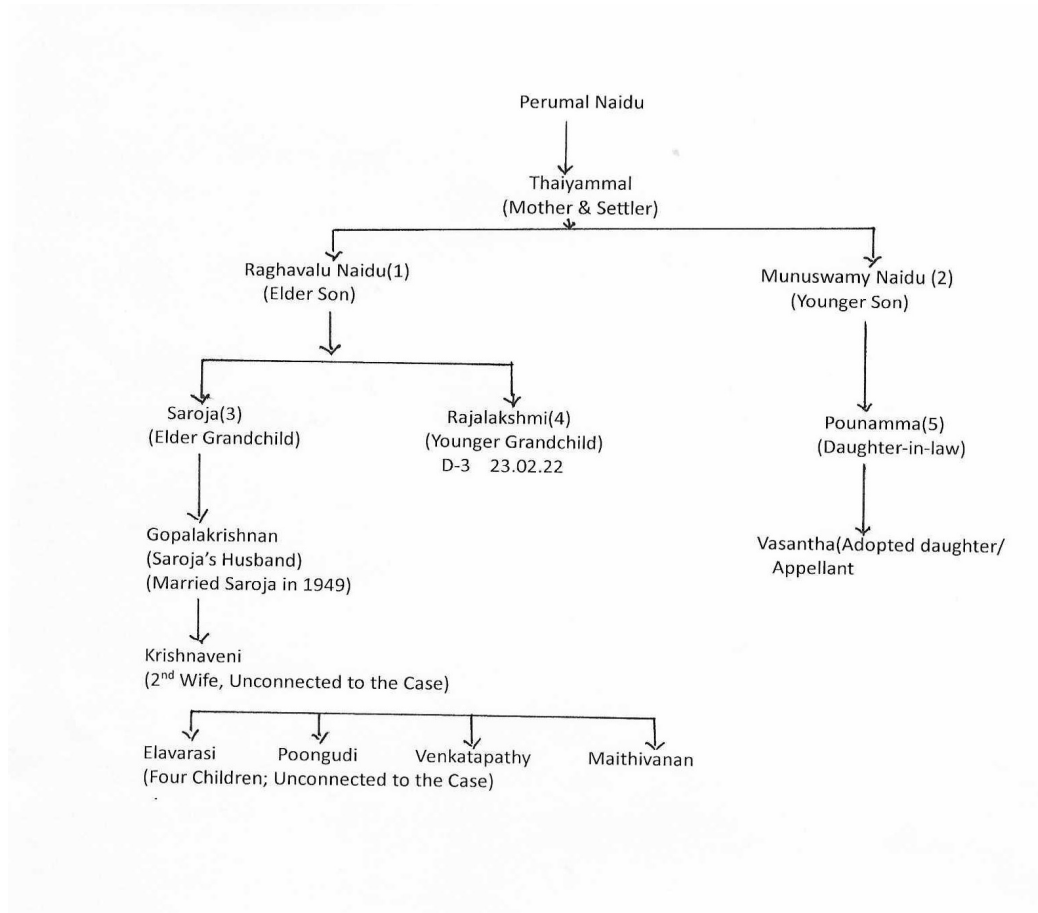 Perumal Naidu
Thaiyammal
(Mother & Settler)
Raghavalu Naidu(1)
(Elder Son)
Munuswamy Naidu (2)
(Younger Son)
Saroja(3)
(Elder Grandchild)
Rajalakshmi(4)
(Younger Grandchild)
D-3 23.02.22
Pounamma(5)
(Daughter-in-law)
Gopalakrishnan
(Saroja's Husband)
(Married Saroja in 1949)
Vasantha(Adopted daughter/
Appellant
Krishnaveni
(2nd Wife, Unconnected to the Case)
Elavarasi Poongudi Venkatapathy Maithivanan
(Four Children; Unconnected to the Case)